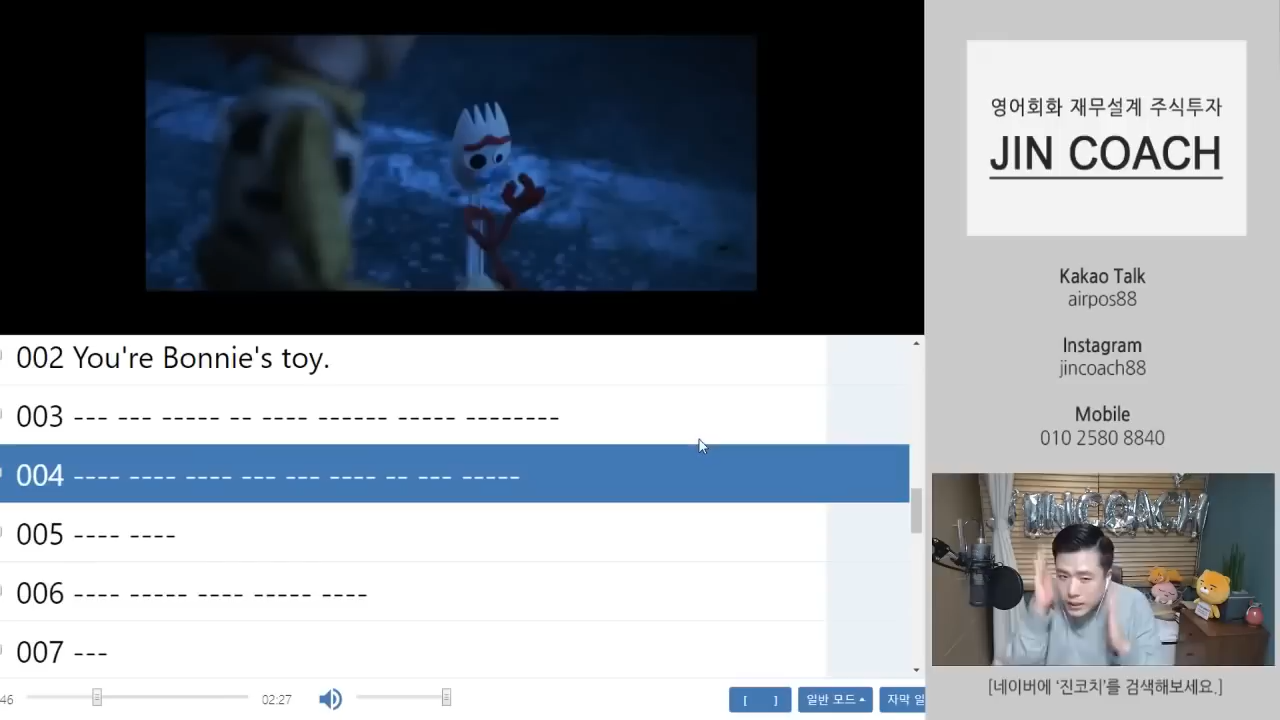 영어회화 재무설계 주식투자
JIN COACH
Kakao Talk
airpos88
Instagram
jincoach88
Mobile
010 2580 8840
002 You're Bonnie's toy.
003 --- --- ----- -- ---- ------ ----- --------
004 ---- ---- ---- --- --- ---- -- --- -----
005 ---- ----
006 ---- ----- ---- ----- ----
007 ---
46
02:27
[ ]
일반 모드
자막 일
JINCOACH
[네이버에 '진코치'를 검색해보세요.]